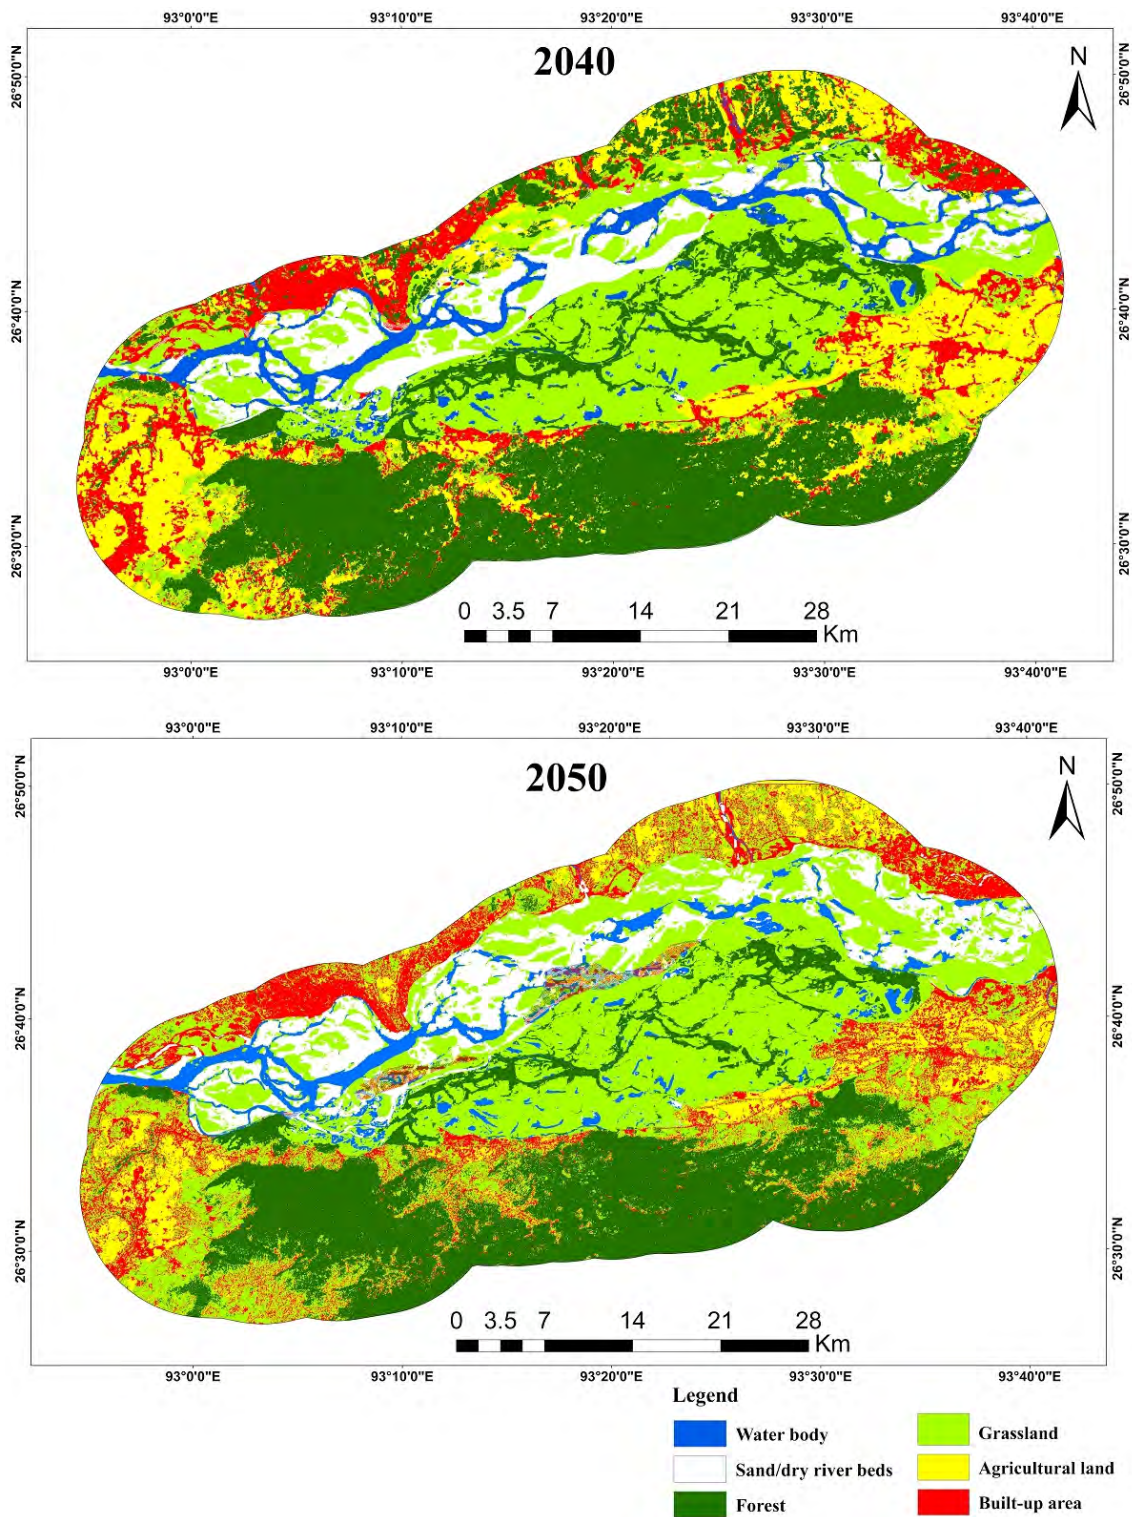 93°0'0"E 93°10'0"E 93°20'0"E 93°30'0"E 93°40'0"E
2040
N
26°50'0"N 26°50'0"N
26°40'0"N 26°40'0"N
26°30'0"N 26°30'0"N
0 3.5 7 14 21 28
Km
93°0'0"E 93°10'0"E 93°20'0"E 93°30'0"E 93°40'0"E
93°0'0"E 93°10'0"E 93°20'0"E 93°30'0"E 93°40'0"E
2050
N
26°50'0"N 26°50'0"N
26°40'0"N 26°40'0"N
26°30'0"N 26°30'0"N
0 3.5 7 14 21 28
Km
93°0'0"E 93°10'0"E 93°20'0"E 93°30'0"E 93°40'0"E
Legend
Water body
Sand/dry river beds
Forest
Grassland
Agricultural land
Built-up area